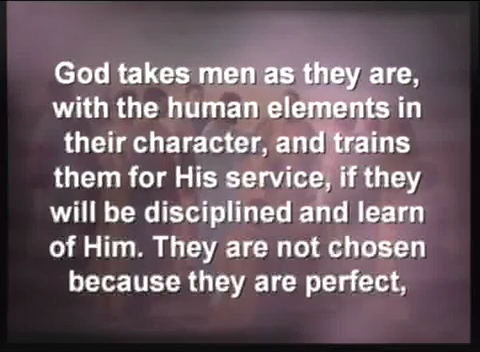 God takes men as they are,
with the human elements in
their character, and trains
them for His service, if they
will be disciplined and learn
of Him. They are not chosen
because they are perfect,